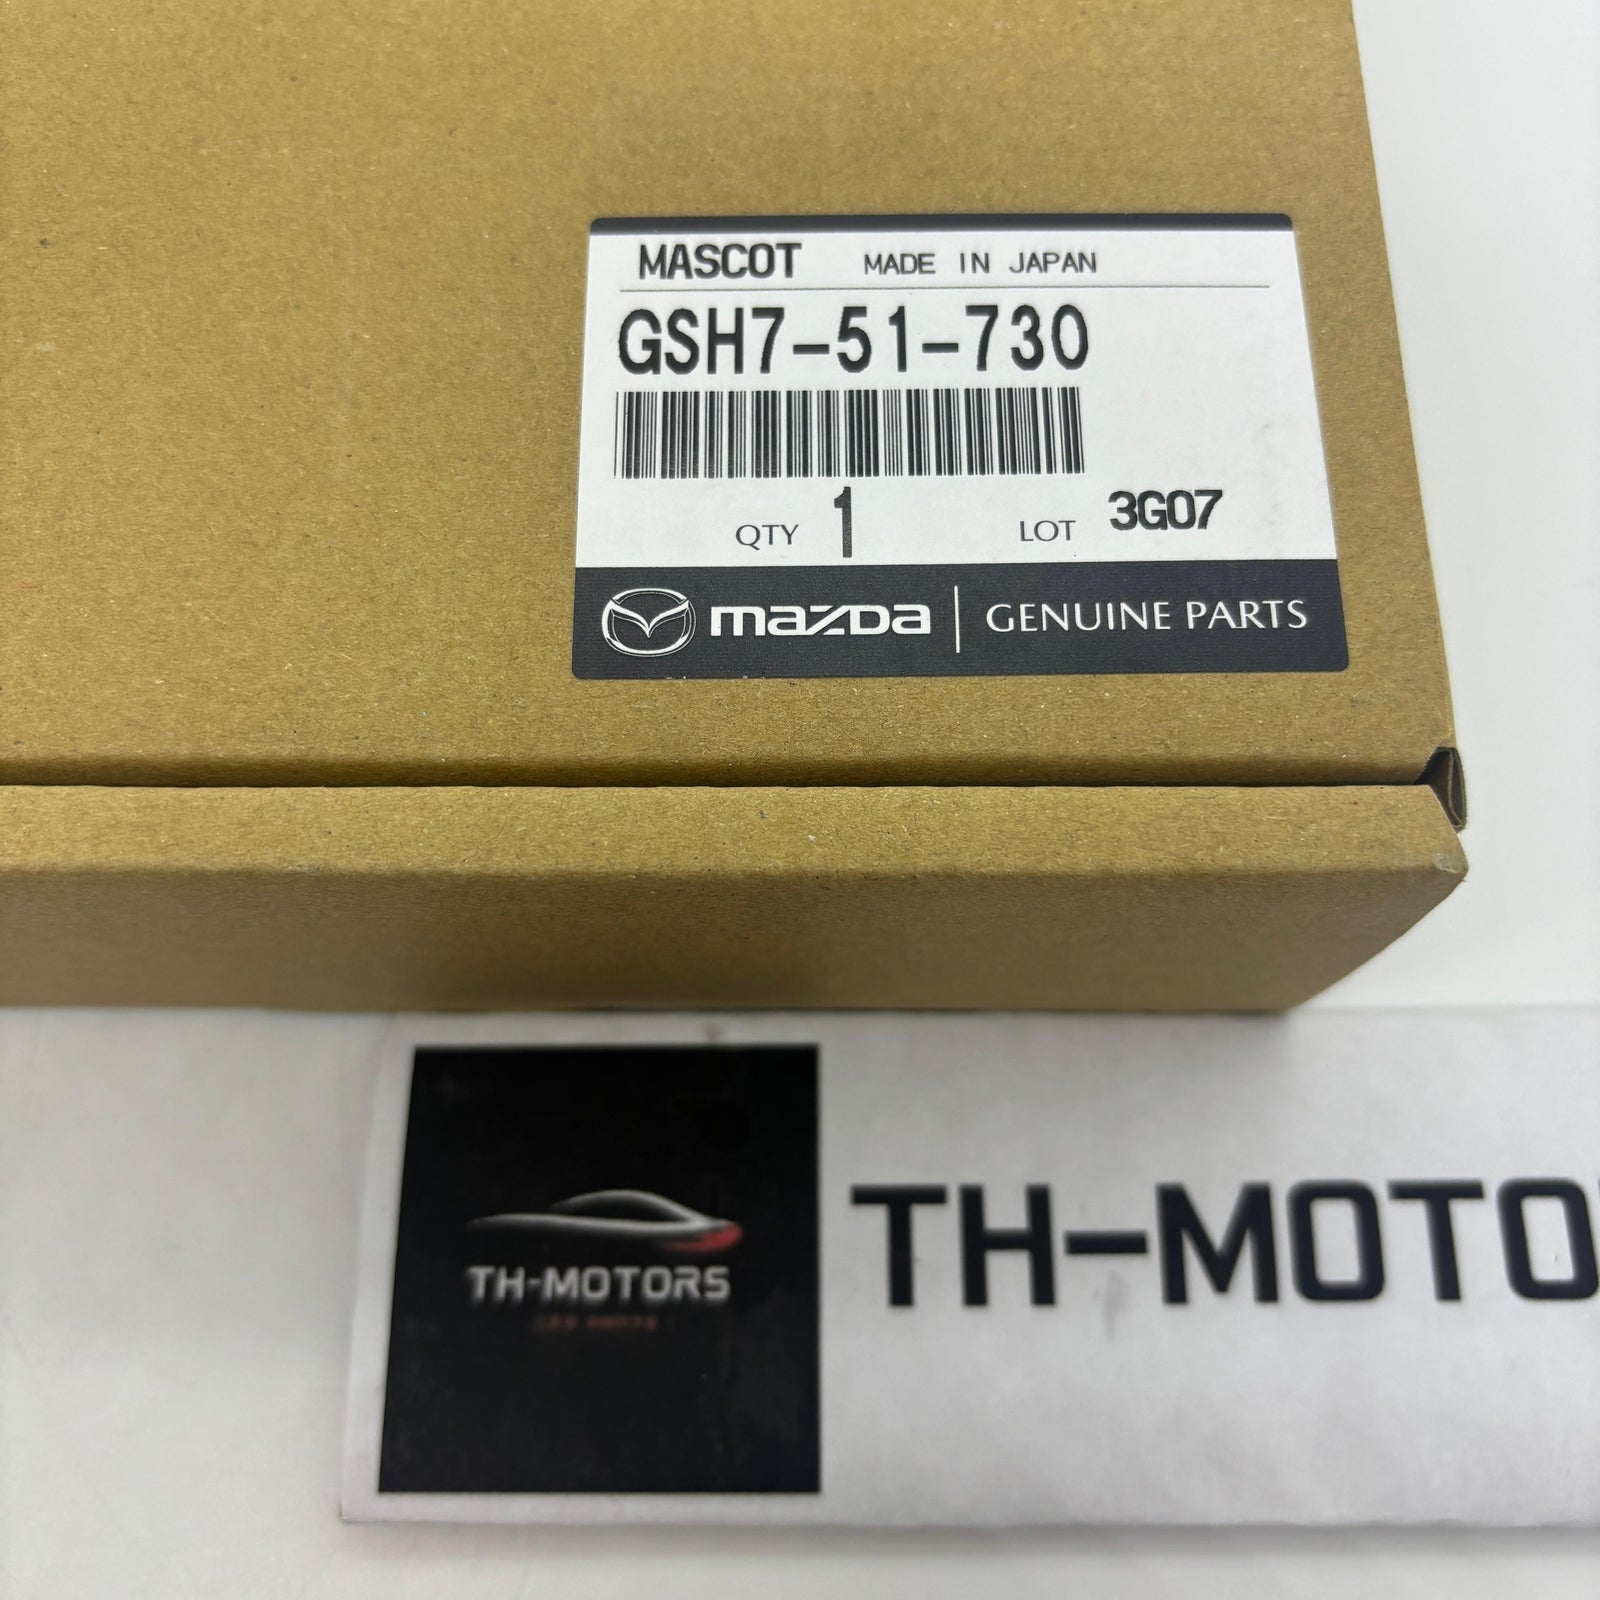 MASCOT MADE IN JAPAN
GSH7-51-730
QTY 1 LOT 3G07
mazda GENUINE PARTS
TH-MOTORS
TH-MOTO